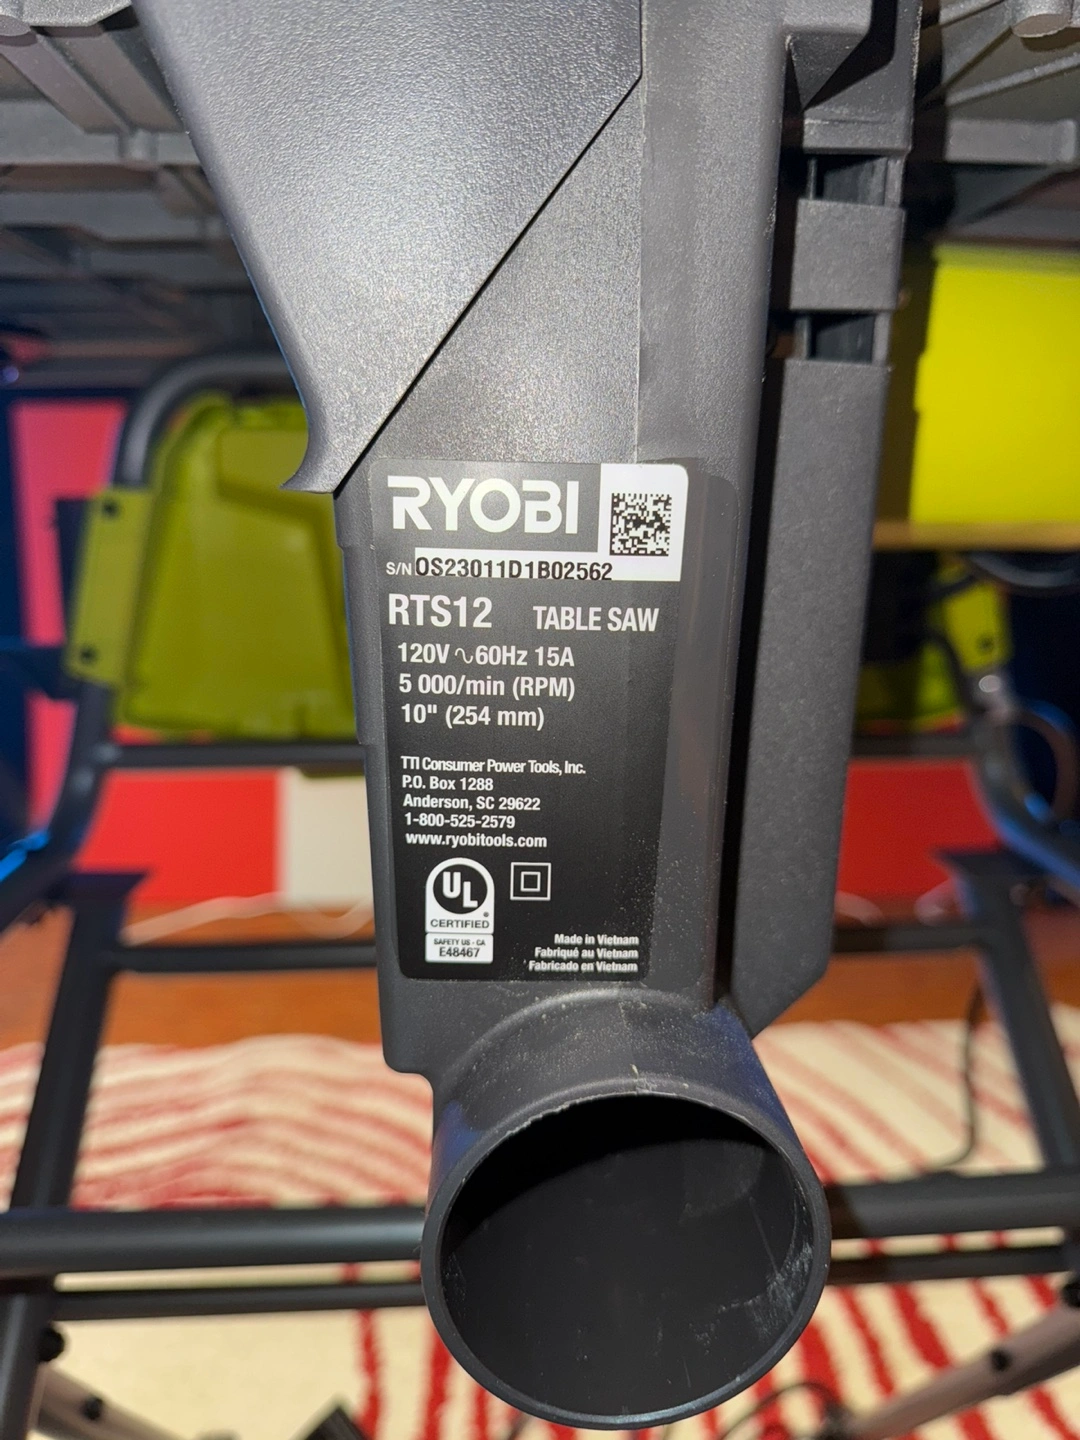 RYOBI
S/N OS23011D1B02562
RTS12 TABLE SAW
120V ∿ 60Hz 15A
5 000/min (RPM)
10" (254 mm)
TTI Consumer Power Tools, Inc.
P.O. Box 1288
Anderson, SC 29622
1-800-525-2579
www.ryobitools.com
UL
®
CERTIFIED
SAFETY US - CA
E48467
Made in Vietnam
Fabriqué au Vietnam
Fabricado en Vietnam